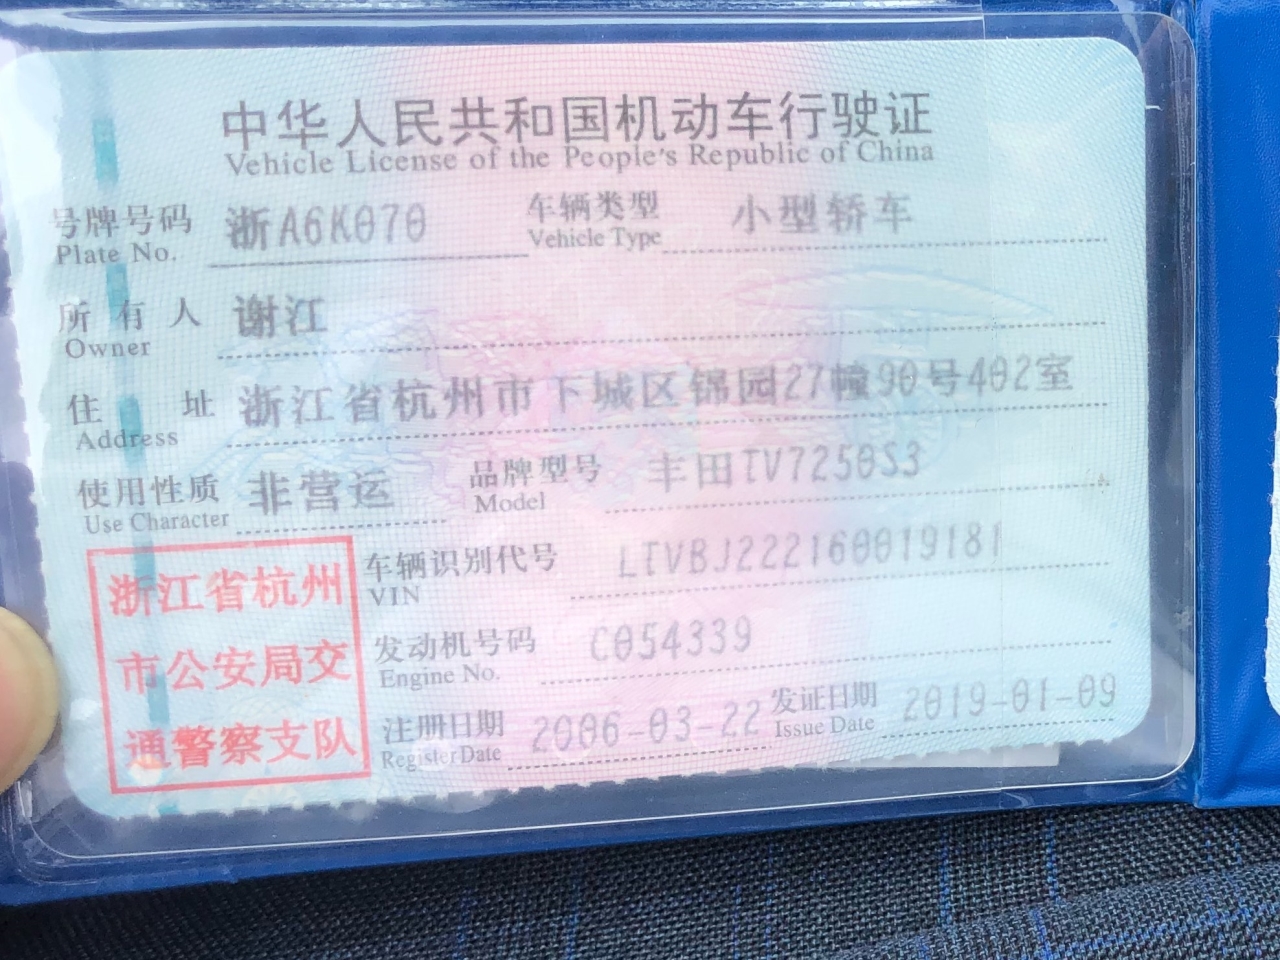 中华人民共和国机动车行驶证
Vehicle License of the People's Republic of China
号牌号码 浙A6K070 车辆类型 小型轿车
Plate No. Vehicle Type
所有人 谢江
Owner
住址 浙江省杭州市下城区锦园27幢90号402室
Address
使用性质 非营运 品牌型号 丰田TV7250S3
Use Character Model
浙江省杭州
市公安局交
通警察支队
车辆识别代号 LTVBJ222160019181
VIN
发动机号码 C054339
Engine No.
注册日期 2006-03-22 发证日期 2019-01-09
Register Date Issue Date